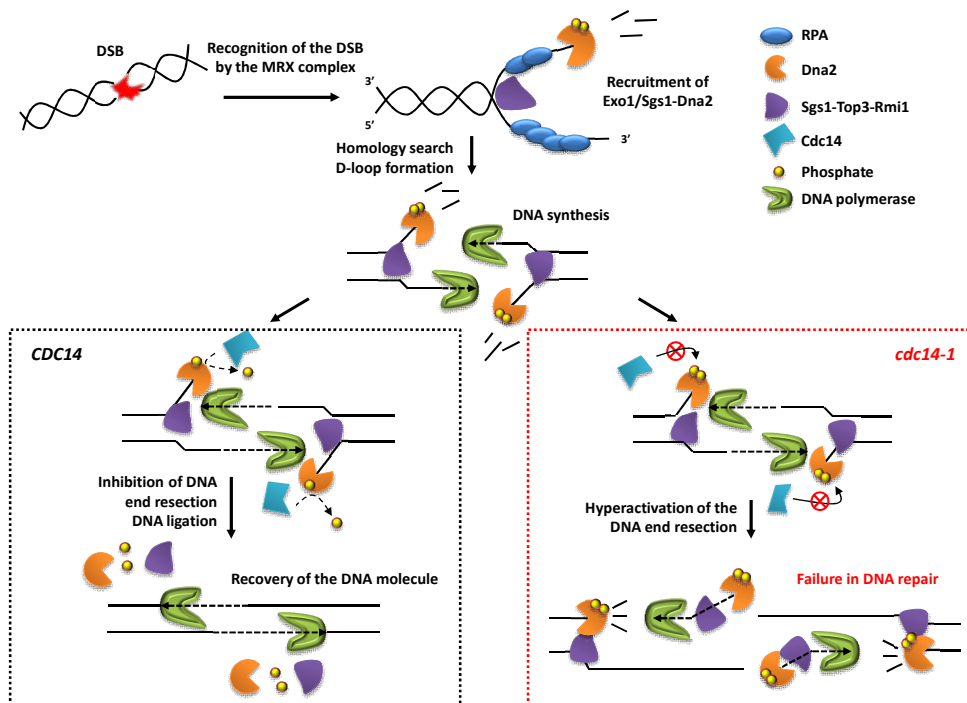 DSB
Recognition of the DSB
by the MRX complex
3’
5’
3’
Recruitment of
Exo1/Sgs1-Dna2
RPA
Dna2
Sgs1-Top3-Rmi1
Cdc14
Phosphate
DNA polymerase
Homology search
D-loop formation
DNA synthesis
CDC14
Inhibition of DNA
end resection
DNA ligation
Recovery of the DNA molecule
cdc14-1
Hyperactivation of the
DNA end resection
Failure in DNA repair